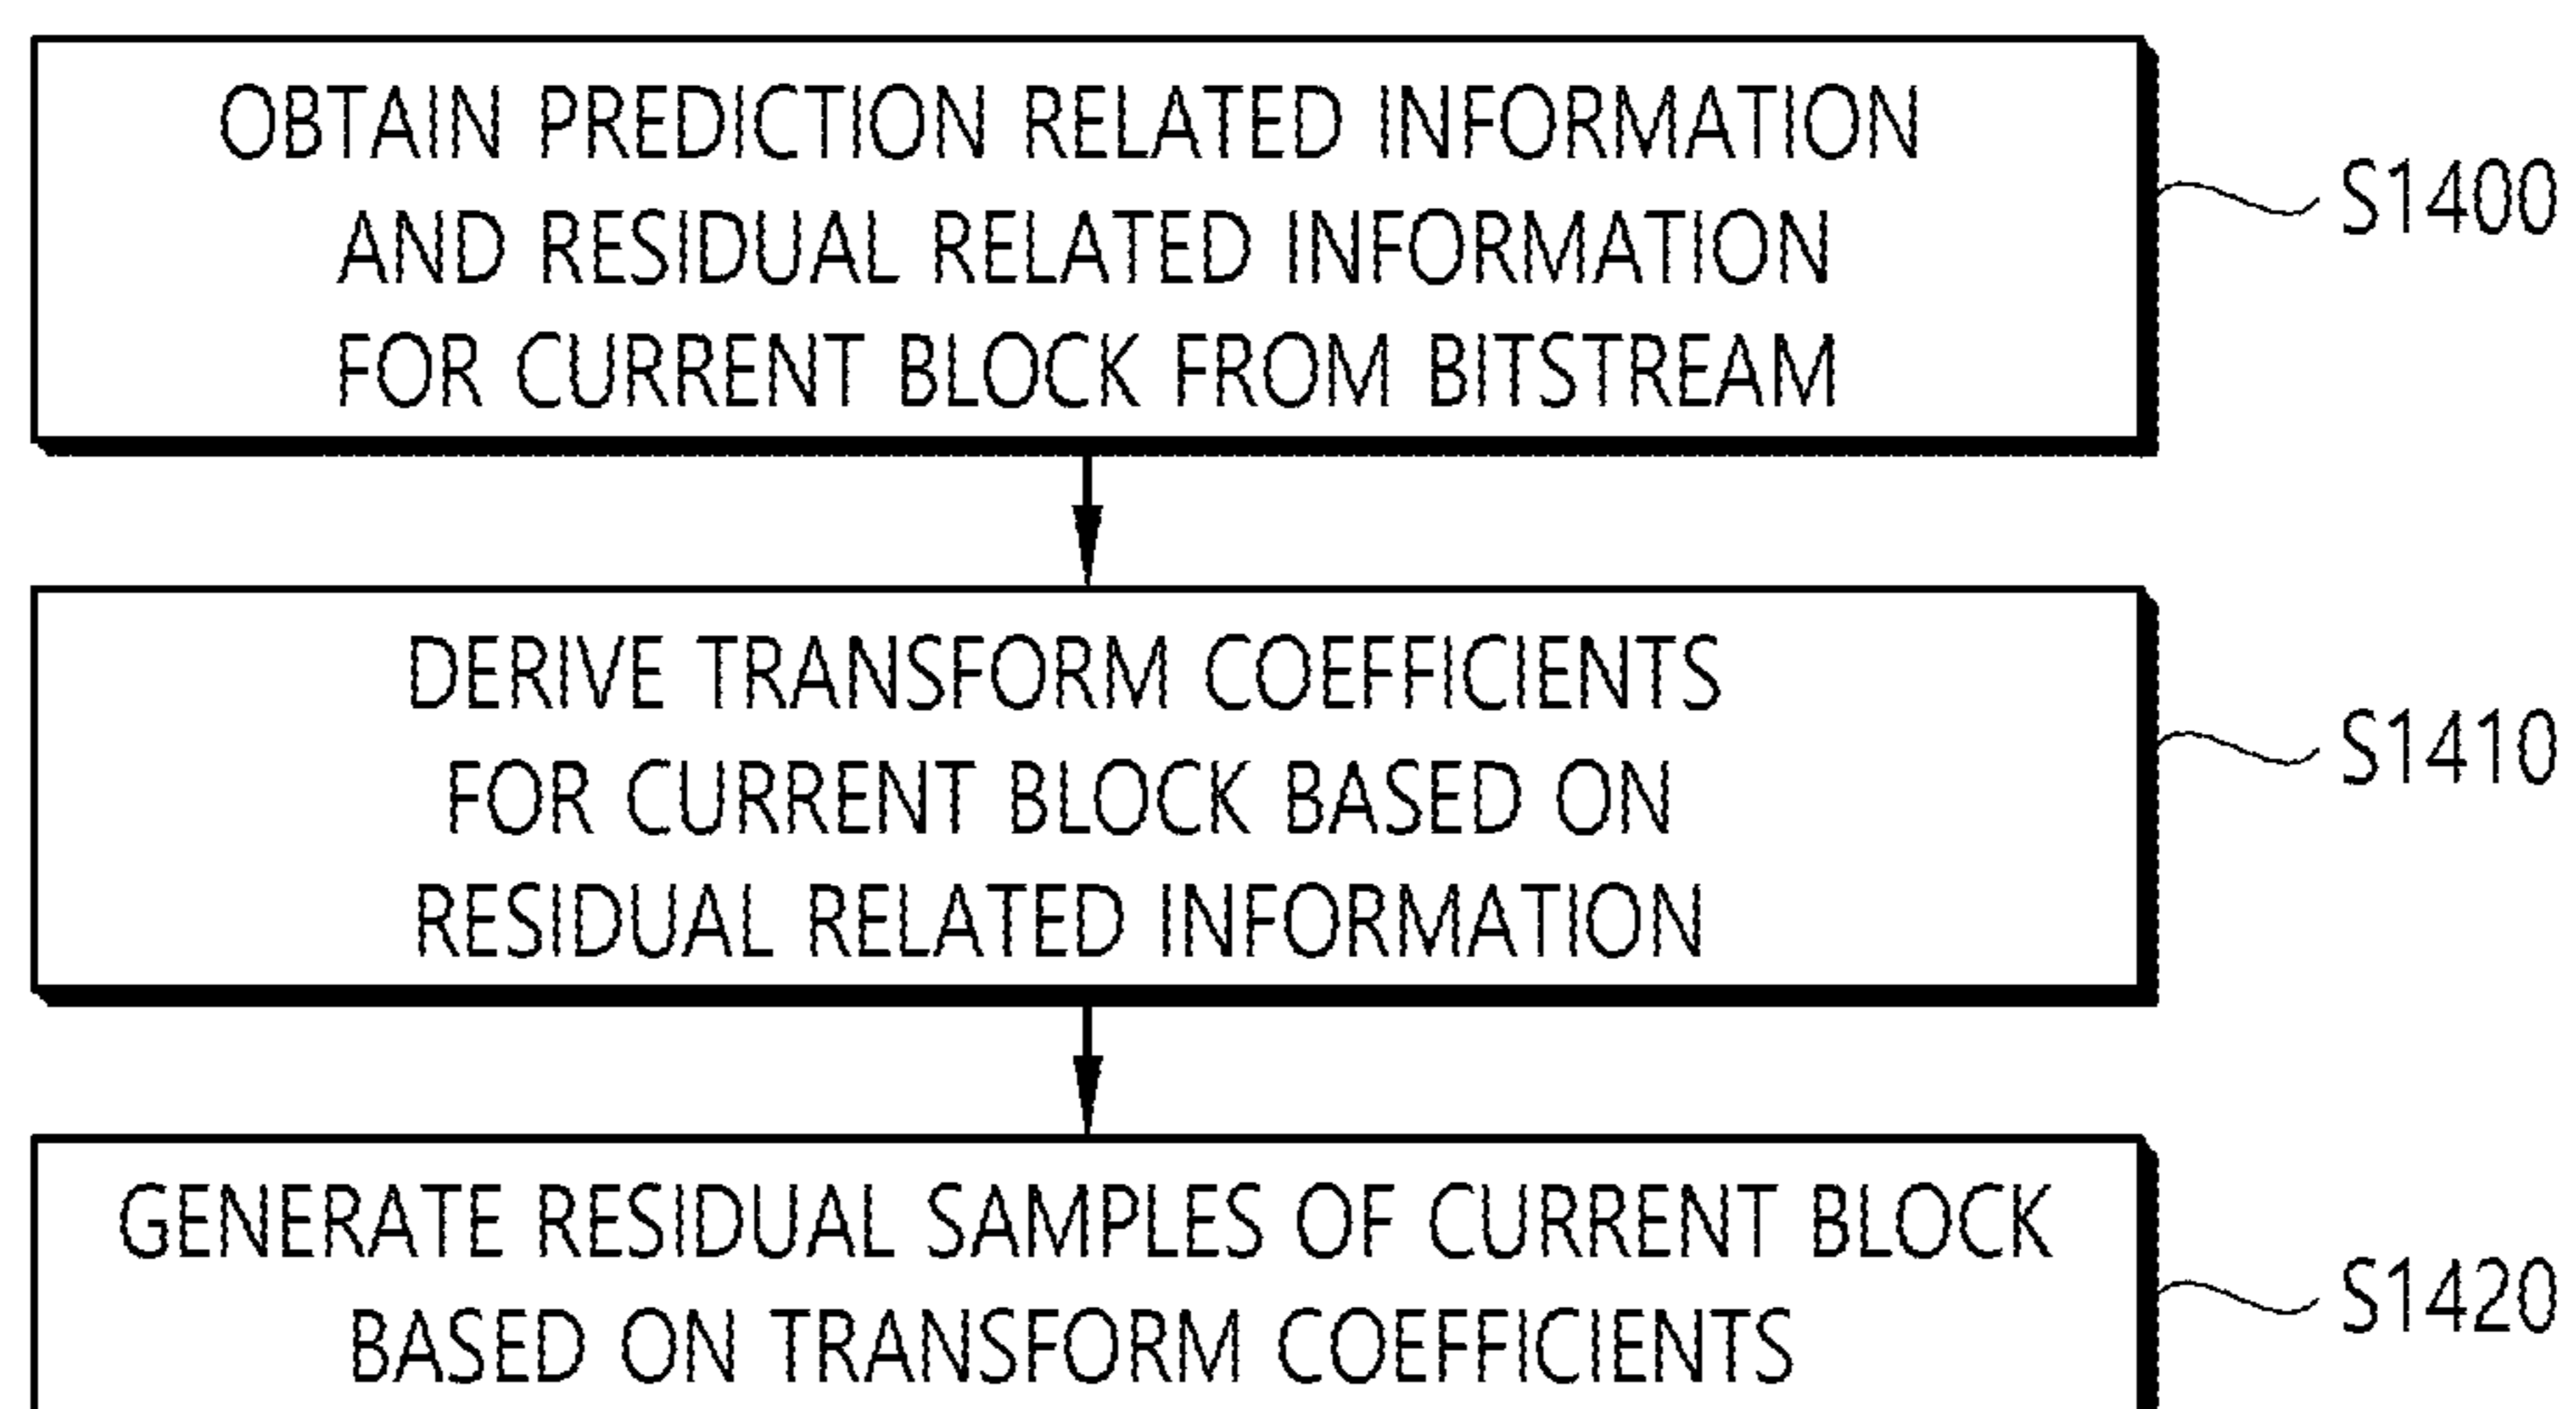 OBTAIN PREDICTION RELATED INFORMATION
AND RESIDUAL RELATED INFORMATION
FOR CURRENT BLOCK FROM BITSTREAM
S1400
DERIVE TRANSFORM COEFFICIENTS
FOR CURRENT BLOCK BASED ON
RESIDUAL RELATED INFORMATION
S1410
GENERATE RESIDUAL SAMPLES OF CURRENT BLOCK
BASED ON TRANSFORM COEFFICIENTS
S1420